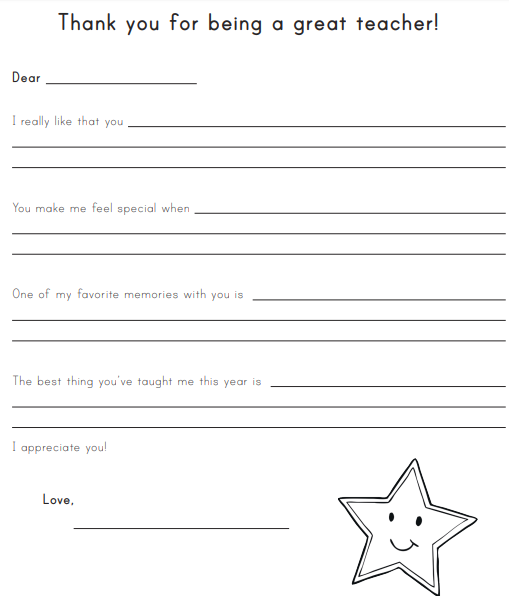 Thank you for being a great teacher!
Dear
I really like that you
You make me feel special when
One of my favorite memories with you is
The best thing you've taught me this year is
I appreciate you!
Love,